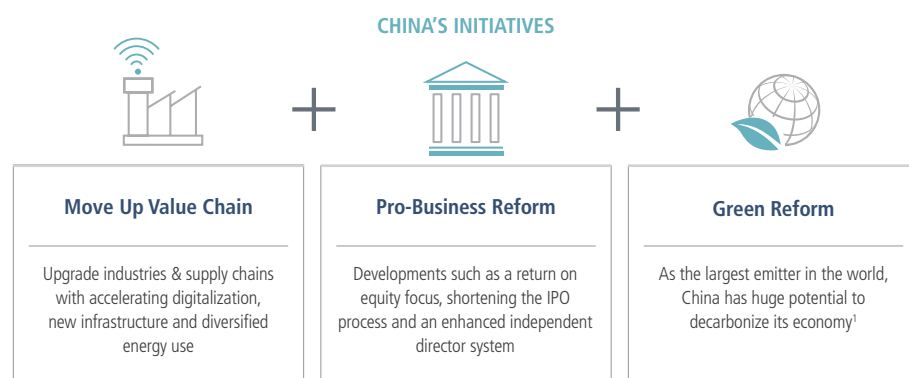 CHINA'S INITIATIVES
Move Up Value Chain
Upgrade industries & supply chains
with accelerating digitalization,
new infrastructure and diversified
energy use
Pro-Business Reform
Developments such as a return on
equity focus, shortening the IPO
process and an enhanced independent
director system
Green Reform
As the largest emitter in the world,
China has huge potential to
decarbonize its economy¹